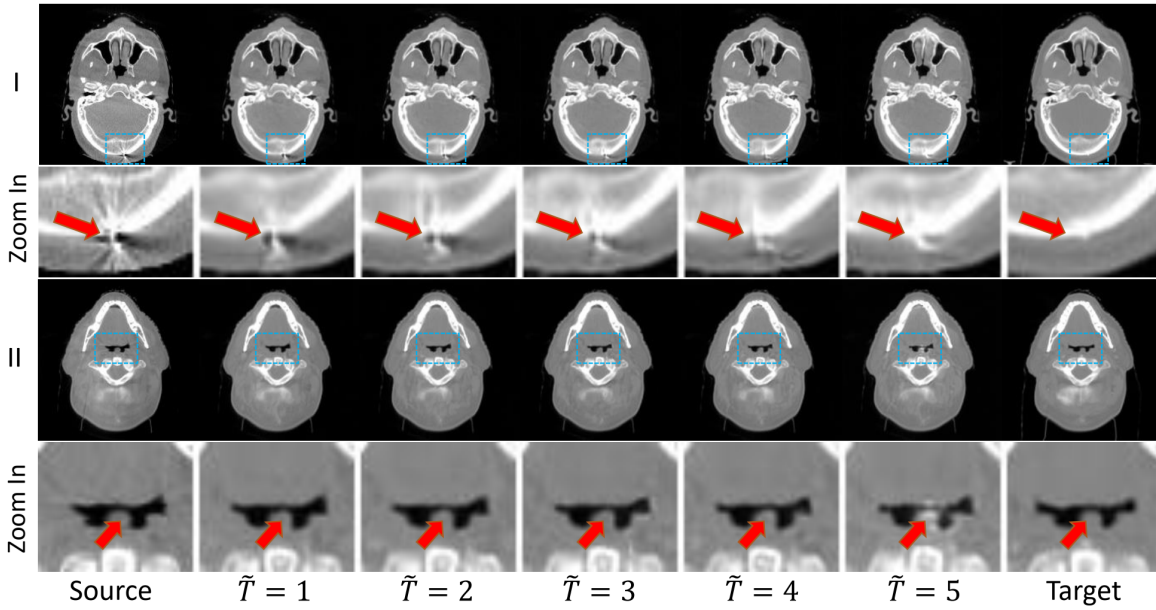 I
Zoom In
II
Zoom In
Source T̃ = 1 T̃ = 2 T̃ = 3 T̃ = 4 T̃ = 5 Target